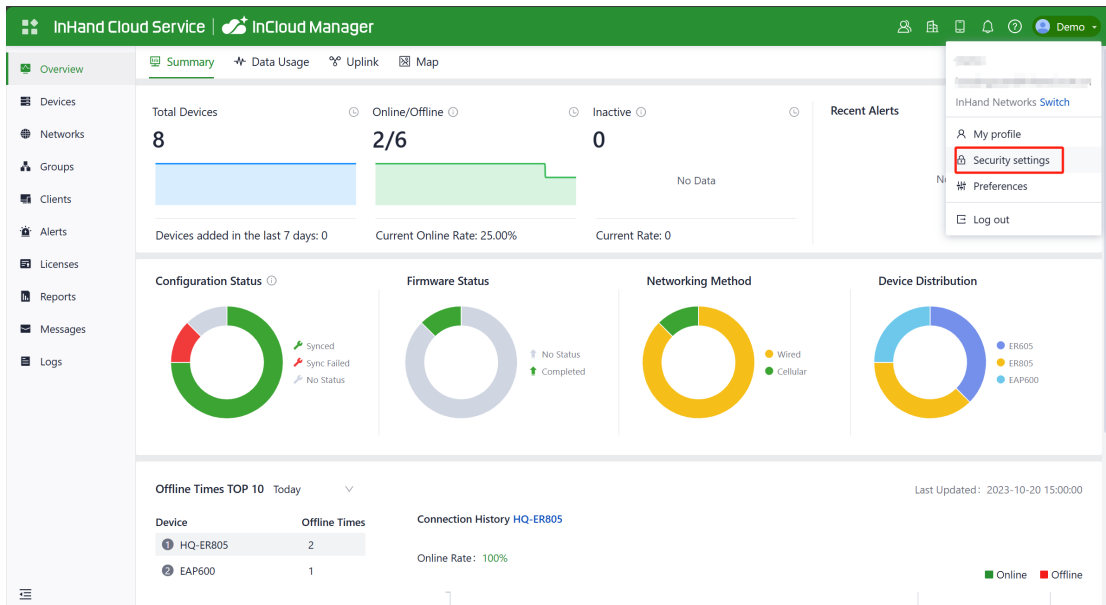 InHand Cloud Service | InCloud Manager
Demo
Overview
Devices
Networks
Groups
Clients
Alerts
Licenses
Reports
Messages
Logs
Summary
Data Usage
Uplink
Map
InHand Networks Switch
My profile
Security settings
Preferences
Log out
Total Devices
8
Devices added in the last 7 days: 0
Online/Offline
2/6
Current Online Rate: 25.00%
Inactive
0
No Data
Current Rate: 0
Recent Alerts
Configuration Status
Synced
Sync Failed
No Status
Firmware Status
No Status
Completed
Networking Method
Wired
Cellular
Device Distribution
ER605
ER805
EAP600
Offline Times TOP 10 Today
Last Updated: 2023-10-20 15:00:00
Device Offline Times
1 HQ-ER805 2
2 EAP600 1
Connection History HQ-ER805
Online Rate: 100%
Online
Offline